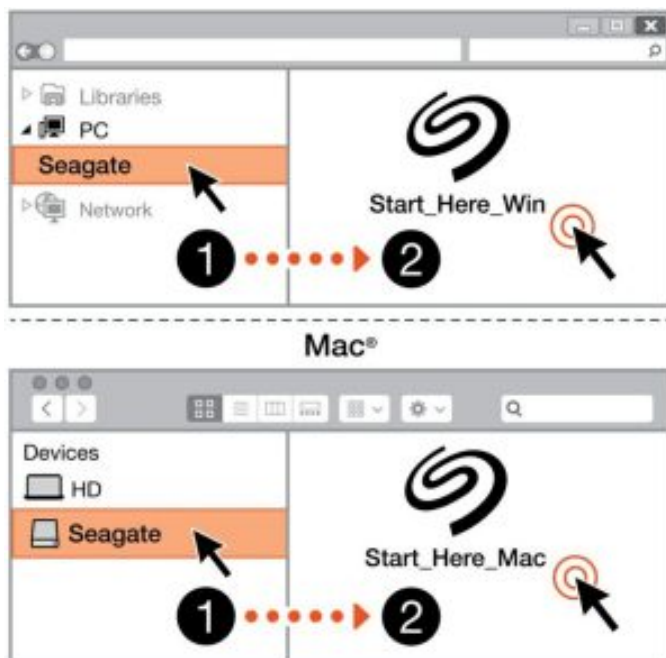 Libraries
PC
Seagate
Network
Start_Here_Win
1 2
Mac®
Devices
HD
Seagate
Start_Here_Mac
1 2